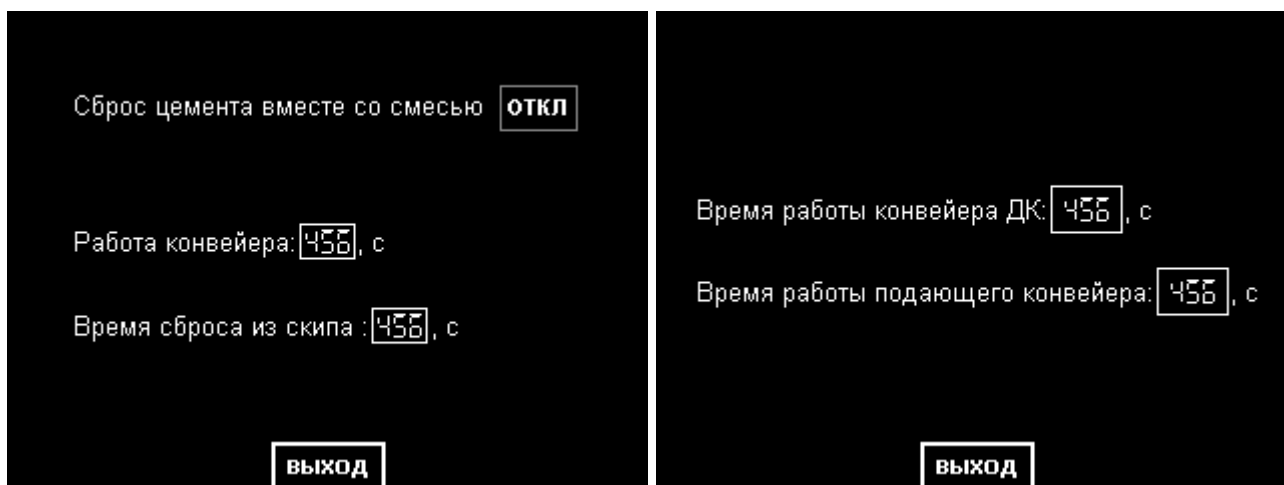 Сброс цемента вместе со смесью ОТКЛ
Работа конвейера: 456, с
Время сброса из скипа : 456, с
ВЫХОД
Время работы конвейера ДК: 456, с
Время работы подающего конвейера: 456, с
ВЫХОД